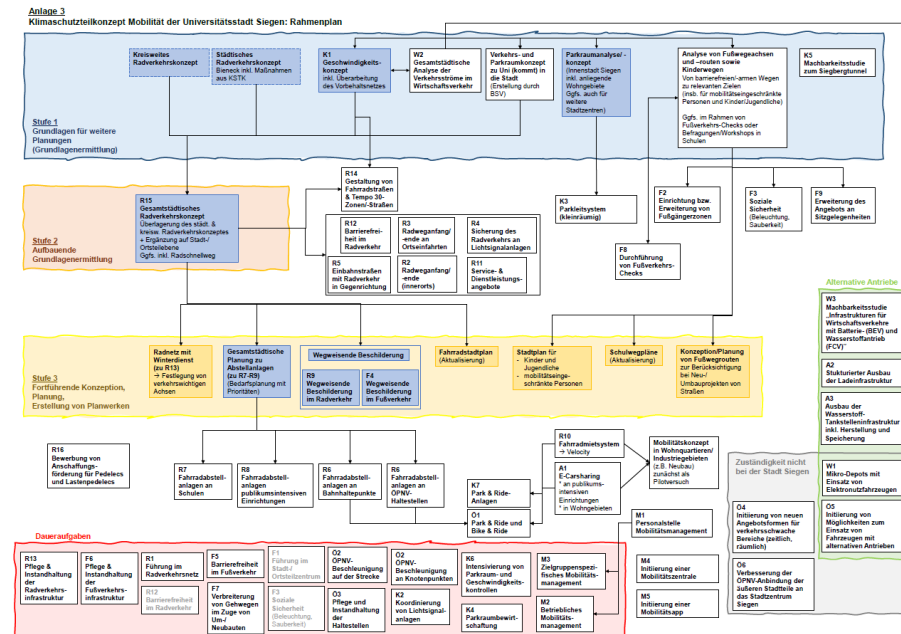 Anlage 3
Klimaschutzteilkonzept Mobilität der Universitätsstadt Siegen: Rahmenplan
Kreisweites
Radverkehrskonzept
Städtisches
Radverkehrskonzept
Bieneck inkl. Maßnahmen
aus KSTK
K1
Geschwindigkeits-
konzept
inkl. Überarbeitung
des Vorbehaltsnetzes
W2
Gesamtstädtische
Analyse der
Verkehrsströme im
Wirtschaftsverkehr
Verkehrs- und
Parkraumkonzept
zu Uni (kommt) in
die Stadt
(Erstellung durch
BSV)
Parkraumanalyse/ -
konzept
(Innenstadt Siegen
inkl. anliegende
Wohngebiete
Ggfs. auch für
weitere
Stadtzentren)
Analyse von Fußwegeachsen
und –routen sowie
Kinderwegen
Von barrierefreien/-armen Wegen
zu relevanten Zielen
(insb. für mobilitätseingeschränkte
Personen und Kinder/Jugendliche)
Ggfs. im Rahmen von
Fußverkehrs-Checks oder
Befragungen/Workshops in
Schulen
K5
Machbarkeitsstudie
zum Siegbergtunnel
Stufe 1
Grundlagen für weitere
Planungen
(Grundlagenermittlung)
R14
Gestaltung von
Fahrradstraßen
& Tempo 30-
Zonen/-Straßen
R15
Gesamtstädtisches
Radverkehrskonzept
Überlagerung des städt. &
kreisw. Radverkehrskonzeptes
+ Ergänzung auf Stadt-/
Ortsteilebene
Ggfs. inkl. Radschnellweg
Stufe 2
Aufbauende
Grundlagenermittlung
R12
Barrierefrei-
heit im
Radverkehr
R3
Radweganfang/
-ende an
Ortseinfahrten
R4
Sicherung des
Radverkehrs an
Lichtsignalanlagen
R5
Einbahnstraßen
mit Radverkehr
in Gegenrichtung
R2
Radweganfang/
-ende
(innerorts)
R11
Service- &
Dienstleistungs-
angebote
K3
Parkleitsystem
(kleinräumig)
F2
Einrichtung bzw.
Erweiterung von
Fußgängerzonen
F3
Soziale
Sicherheit
(Beleuchtung,
Sauberkeit)
F9
Erweiterung des
Angebots an
Sitzgelegenheiten
F8
Durchführung
von Fußverkehrs-
Checks
Alternative Antriebe
W3
Machbarkeitsstudie
„Infrastrukturen für
Wirtschaftsverkehre
mit Batterie- (BEV) und
Wasserstoffantrieb
(FCV)"
A2
Stukturierter Ausbau
der Ladeinfrastruktur
A3
Ausbau der
Wasserstoff-
Tankstelleninfrastruktur
inkl. Herstellung und
Speicherung
W1
Mikro-Depots mit
Einsatz von
Elektronutzfahrzeugen
Ö5
Initiierung von
Möglichkeiten zum
Einsatz von
Fahrzeugen mit
alternativen Antrieben
Stufe 3
Fortführende Konzeption,
Planung,
Erstellung von Planwerken
Radnetz mit
Winterdienst
(zu R13)
→ Festlegung von
verkehrswichtigen
Achsen
Gesamtstädtische
Planung zu
Abstellanlagen
(zu R7-R9)
(Bedarfsplanung mit
Prioritäten)
Wegweisende Beschilderung
R9
Wegweisende
Beschilderung
im Radverkehr
F4
Wegweisende
Beschilderung
im Fußverkehr
Fahrradstadtplan
(Aktualisierung)
Stadtplan für
- Kinder und
Jugendliche
- mobilitätseinge-
schränkte Personen
Schulwegpläne
(Aktualisierung)
Konzeption/Planung
von Fußwegrouten
zur Berücksichtigung
bei Neu-/
Umbauprojekten von
Straßen
R16
Bewerbung von
Anschaffungs-
förderung für Pedelecs
und Lastenpedelecs
R7
Fahrradabstell-
anlagen an
Schulen
R8
Fahrradabstell-
anlagen
publikumsintensiven
Einrichtungen
R6
Fahrradabstell-
anlagen an
Bahnhaltepunkte
R6
Fahrradabstell-
anlagen an
ÖPNV-
Haltestellen
R10
Fahrradmietsystem
→ Velocity
A1
E-Carsharing
* an publikums-
intensiven
Einrichtungen
* in Wohngebieten
K7
Park & Ride-
Anlagen
Ö1
Park & Ride und
Bike & Ride
Mobilitätskonzept
in Wohnquartieren/
Industriegebieten
(z.B. Neubau)
zunächst als
Pilotversuch
Zuständigkeit nicht
bei der Stadt Siegen
Ö4
Initiierung von neuen
Angebotsformen für
verkehrsschwache
Bereiche (zeitlich,
räumlich)
Ö6
Verbesserung der
ÖPNV-Anbindung der
äußeren Stadtteile an
das Stadtzentrum
Siegen
M1
Personalstelle
Mobilitätsmanagement
M4
Initiierung einer
Mobilitätszentrale
M5
Initiierung einer
Mobilitätsapp
Daueraufgaben
R13
Pflege &
Instandhaltung
der
Radverkehrs-
infrastruktur
F6
Pflege &
Instandhaltung
der
Fußverkehrs-
infrastruktur
R1
Führung im
Radverkehrsnetz
R12
Barrierefreiheit
im Radverkehr
F5
Barrierefreiheit
im Fußverkehr
F7
Verbreiterung
von Gehwegen
im Zuge von
Um-/
Neubauten
F1
Führung im
Stadt-/
Ortsteilzentrum
F3
Soziale
Sicherheit
(Beleuchtung,
Sauberkeit)
Ö2
ÖPNV-
Beschleunigung
auf der Strecke
Ö3
Pflege und
Instandhaltung
der
Haltestellen
Ö2
ÖPNV-
Beschleunigung
an Knotenpunkten
K2
Koordinierung
von Lichtsignal-
anlagen
K6
Intensivierung von
Parkraum- und
Geschwindigkeits-
kontrollen
K4
Parkraumbewirt-
schaftung
M3
Zielgruppenspezi-
fisches Mobilitäts-
management
M2
Betriebliches
Mobilitäts-
management